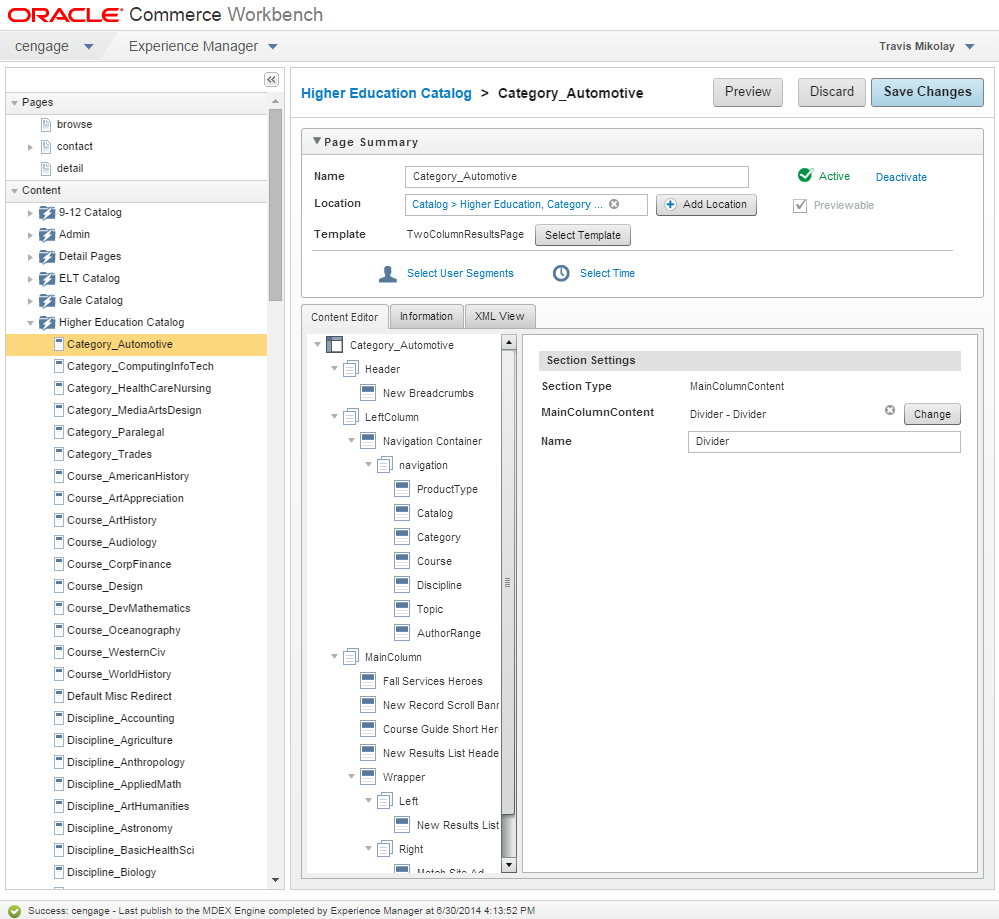 ORACLE Commerce Workbench
cengage Experience Manager Travis Mikolay
Pages
browse
contact
detail
Content
9-12 Catalog
Admin
Detail Pages
ELT Catalog
Gale Catalog
Higher Education Catalog
Category_Automotive
Category_ComputingInfoTech
Category_HealthCareNursing
Category_MediaArtsDesign
Category_Paralegal
Category_Trades
Course_AmericanHistory
Course_ArtAppreciation
Course_ArtHistory
Course_Audiology
Course_CorpFinance
Course_Design
Course_DevMathematics
Course_Oceanography
Course_WesternCiv
Course_WorldHistory
Default Misc Redirect
Discipline_Accounting
Discipline_Agriculture
Discipline_Anthropology
Discipline_AppliedMath
Discipline_ArtHumanities
Discipline_Astronomy
Discipline_BasicHealthSci
Discipline_Biology
Higher Education Catalog > Category_Automotive Preview Discard Save Changes
Page Summary
Name Category_Automotive Active Deactivate
Location Catalog > Higher Education, Category ... Add Location Previewable
Template TwoColumnResultsPage Select Template
Select User Segments Select Time
Content Editor Information XML View
Category_Automotive
Header
New Breadcrumbs
LeftColumn
Navigation Container
navigation
ProductType
Catalog
Category
Course
Discipline
Topic
AuthorRange
MainColumn
Fall Services Heroes
New Record Scroll Bann
Course Guide Short Her
New Results List Heade
Wrapper
Left
New Results List
Right
Match Site Ad
Section Settings
Section Type MainColumnContent
MainColumnContent Divider - Divider Change
Name Divider
Success: cengage - Last publish to the MDEX Engine completed by Experience Manager at 6/30/2014 4:13:52 PM